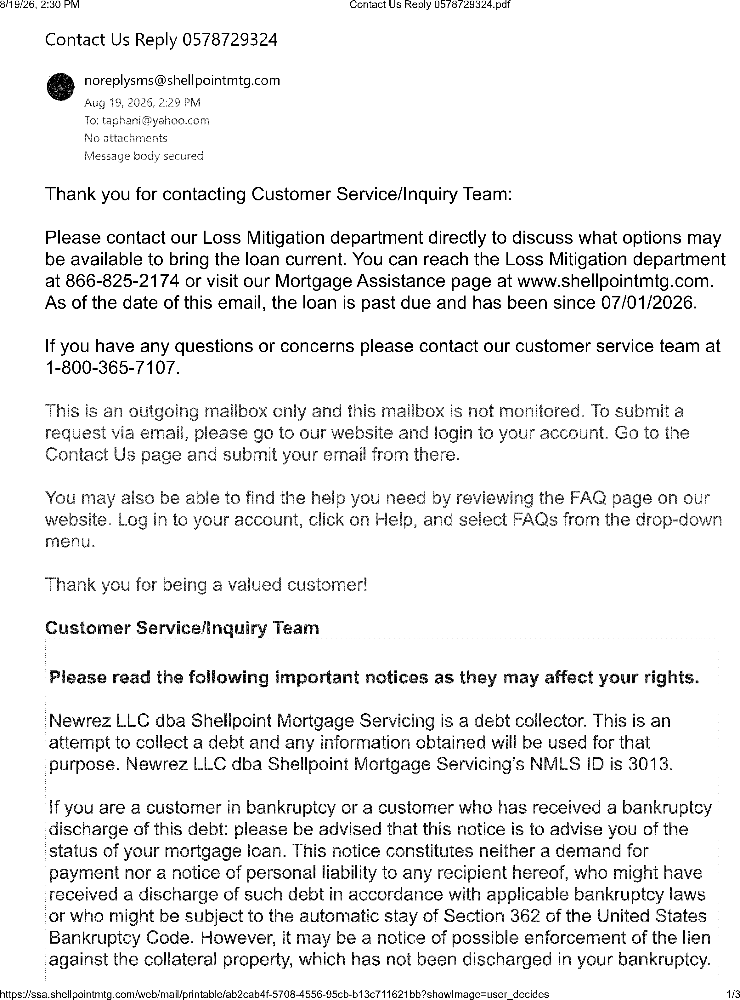 8/19/26, 2:30 PM
Contact Us Reply 0578729324.pdf
Contact Us Reply 0578729324
noreplysms@shellpointmtg.com
Aug 19, 2026, 2:29 PM
To: taphani@yahoo.com
No attachments
Message body secured
Thank you for contacting Customer Service/Inquiry Team:
Please contact our Loss Mitigation department directly to discuss what options may
be available to bring the loan current. You can reach the Loss Mitigation department
at 866-825-2174 or visit our Mortgage Assistance page at www.shellpointmtg.com.
As of the date of this email, the loan is past due and has been since 07/01/2026.
If you have any questions or concerns please contact our customer service team at
1-800-365-7107.
This is an outgoing mailbox only and this mailbox is not monitored. To submit a
request via email, please go to our website and login to your account. Go to the
Contact Us page and submit your email from there.
You may also be able to find the help you need by reviewing the FAQ page on our
website. Log in to your account, click on Help, and select FAQs from the drop-down
menu.
Thank you for being a valued customer!
Customer Service/Inquiry Team
Please read the following important notices as they may affect your rights.
Newrez LLC dba Shellpoint Mortgage Servicing is a debt collector. This is an
attempt to collect a debt and any information obtained will be used for that
purpose. Newrez LLC dba Shellpoint Mortgage Servicing’s NMLS ID is 3013.
If you are a customer in bankruptcy or a customer who has received a bankruptcy
discharge of this debt: please be advised that this notice is to advise you of the
status of your mortgage loan. This notice constitutes neither a demand for
payment nor a notice of personal liability to any recipient hereof, who might have
received a discharge of such debt in accordance with applicable bankruptcy laws
or who might be subject to the automatic stay of Section 362 of the United States
Bankruptcy Code. However, it may be a notice of possible enforcement of the lien
against the collateral property, which has not been discharged in your bankruptcy.
https://ssa.shellpointmtg.com/web/mail/printable/ab2cab4f-5708-4556-95cb-b13c711621bb?showImage=user_decides
1/3